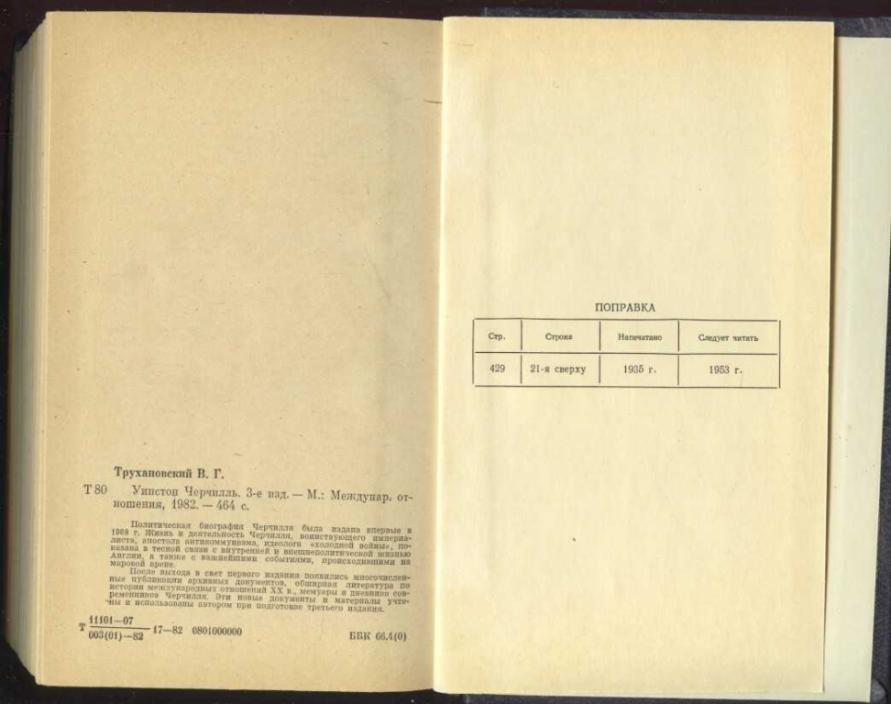 Трухановский В. Г.
Т 80 Уинстон Черчилль. 3-е изд. — М.: Междунар. от-
ношения, 1982. — 464 с.
Политическая биография Черчилля была издана впервые в
1968 г. Жизнь и деятельность Черчилля, воинствующего империа-
листа, апостола антикоммунизма, идеолога «холодной войны», по-
казана в тесной связи с внутренней и внешнеполитической жизнью
Англии, а также с важнейшими событиями, происходившими на
мировой арене.
После выхода в свет первого издания появились многочислен-
ные публикации архивных документов, обширная литература по
истории международных отношений XX в., мемуары и дневники сов-
ременников Черчилля. Эти новые документы и материалы учте-
ны и использованы автором при подготовке третьего издания.
Т 11101—07
003(01)—82 17—82 0801000000
ББК 66.4(0)
ПОПРАВКА
Стр. Строка Напечатано Следует читать
429 21-я сверху 1935 г. 1953 г.